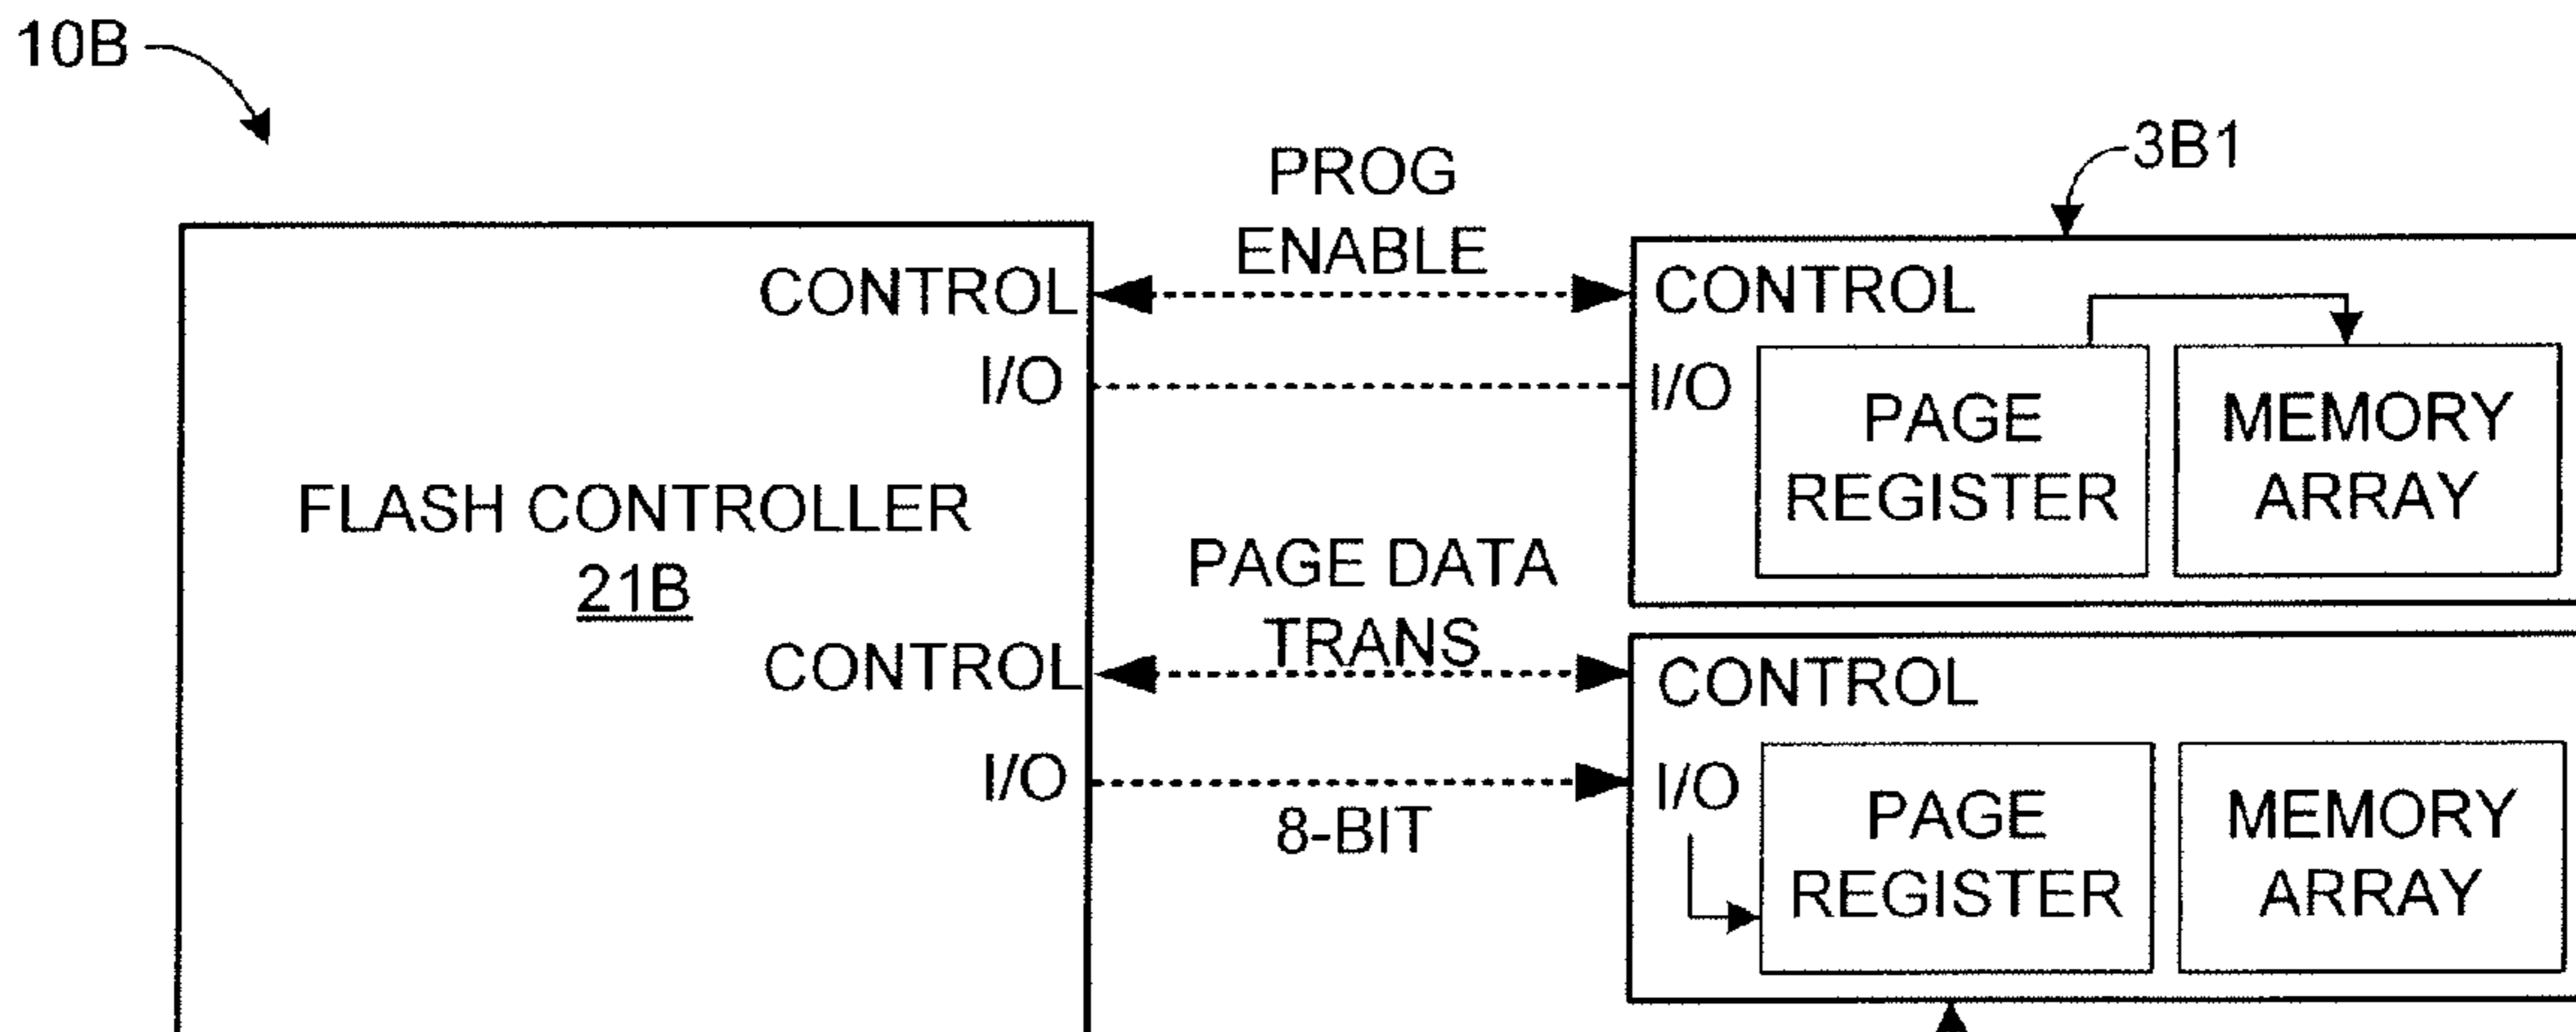 10B
3B1
PROG
ENABLE
CONTROL
I/O
FLASH CONTROLLER
21B
CONTROL
I/O
CONTROL
I/O
PAGE
REGISTER
MEMORY
ARRAY
PAGE DATA
TRANS
8-BIT
CONTROL
I/O
PAGE
REGISTER
MEMORY
ARRAY